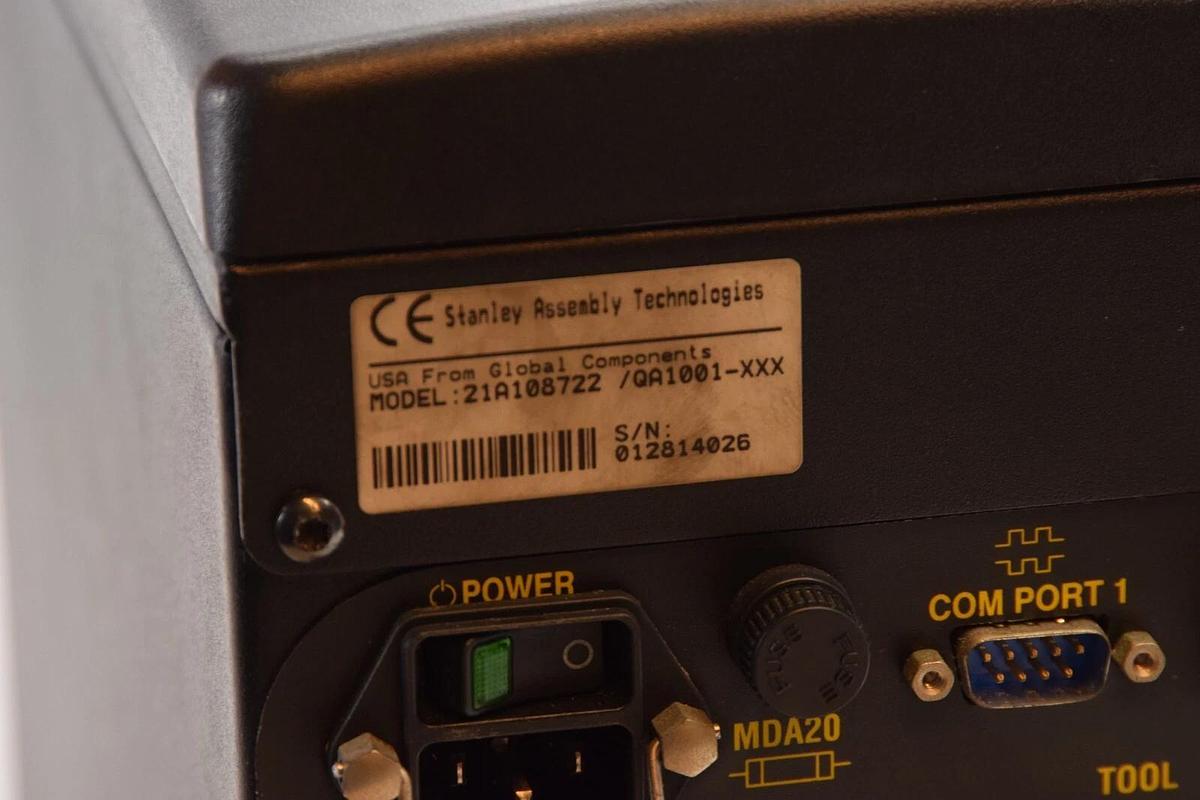 CE Stanley Assembly Technologies
USA From Global Components
MODEL:21A108722 /QA1001-XXX
S/N:
012814026
POWER
FUSE
FUSE
COM PORT 1
MDA20
TOOL